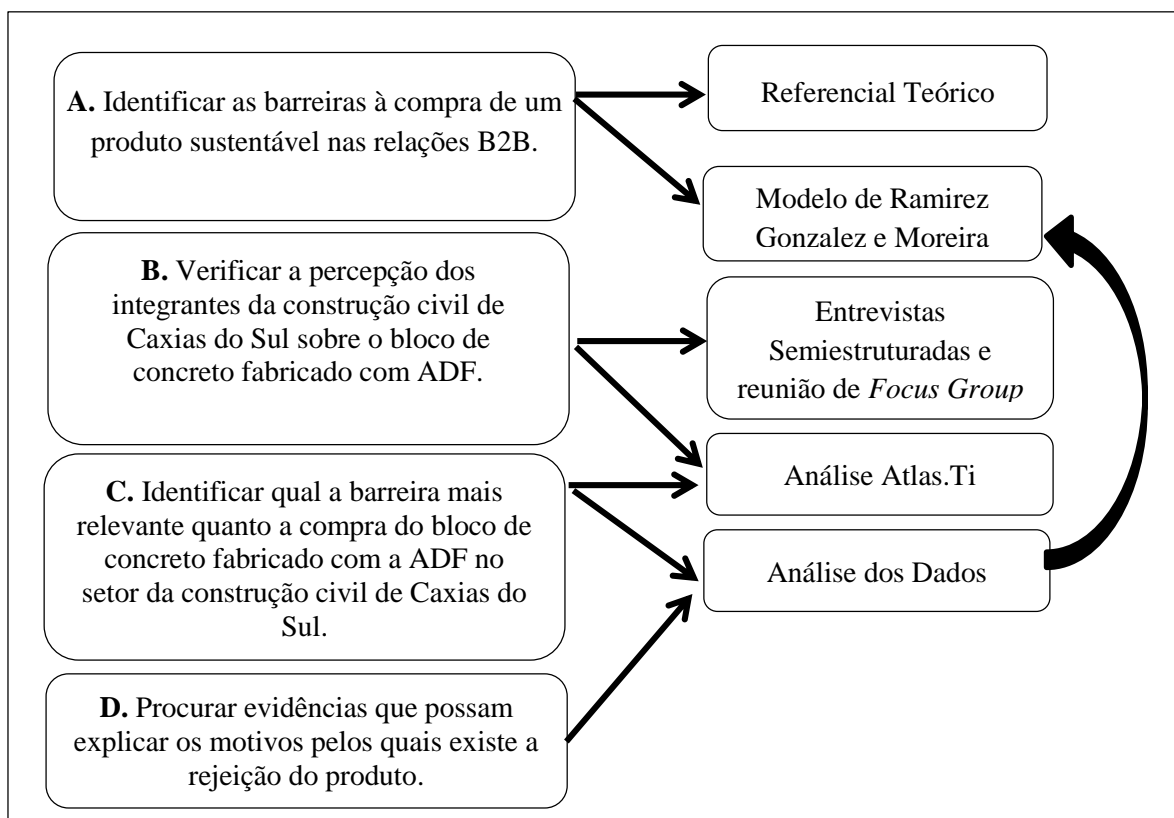 A. Identificar as barreiras à compra de um
produto sustentável nas relações B2B.
B. Verificar a percepção dos
integrantes da construção civil de
Caxias do Sul sobre o bloco de
concreto fabricado com ADF.
C. Identificar qual a barreira mais
relevante quanto a compra do bloco de
concreto fabricado com a ADF no
setor da construção civil de Caxias do
Sul.
D. Procurar evidências que possam
explicar os motivos pelos quais existe a
rejeição do produto.
Referencial Teórico
Modelo de Ramirez
Gonzalez e Moreira
Entrevistas
Semiestruturadas e
reunião de Focus Group
Análise Atlas.Ti
Análise dos Dados